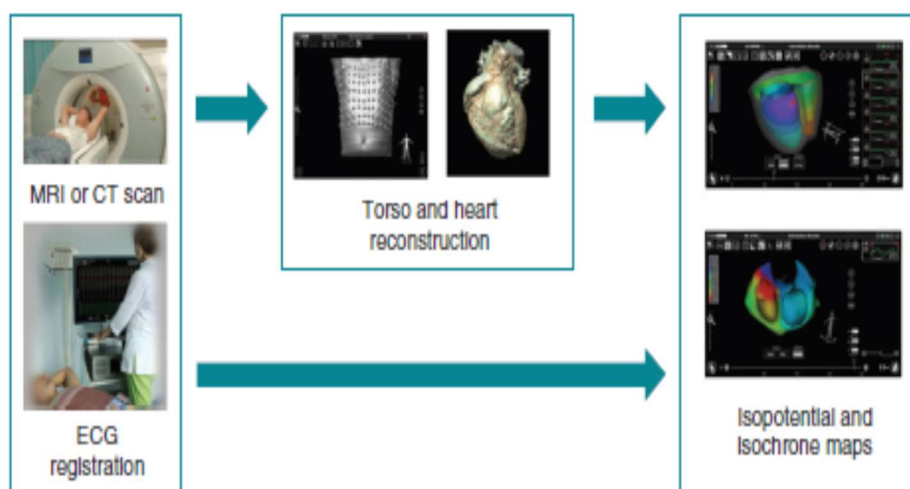 MRI or CT scan
ECG
registration
Torso and heart
reconstruction
Isopotential and
isochrone maps